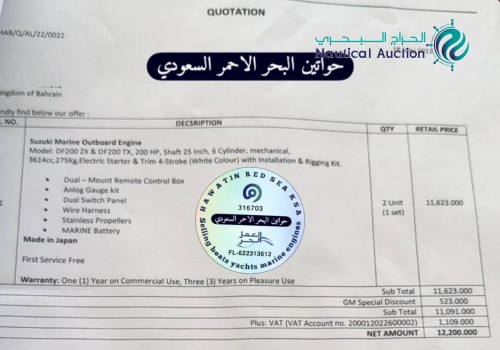 QUOTATION
الحراج البحري
Nautical Auction
HAB/Q/AL/22/0022
حواتين البحر الاحمر السعودي
Kingdom of Bahrain
ndly find below our offer :
S. NO. DECSRIPTION QTY RETAIL PRICE
Suzuki Marine Outboard Engine
Model: DF200 ZX & DF200 TX, 200 HP, Shaft 25 Inch, 6 Cylinder, mechanical,
3614cc,275Kg,Electric Starter & Trim 4-Stroke (White Colour) with Installation & Rigging Kit.
• Dual – Mount Remote Control Box
• Anlog Gauge kit
• Dual Switch Panel
• Wire Harness
• Stainless Propellers
• MARINE Battery
1 2 Unit 11,623.000
(1 set)
HAWATIN RED SEA KSA
316703
حواتين البحر الاحمر السعودي
العمل الحر
FL-622313612
Selling boats yachts marine engines
Made in Japan
First Service Free
Warranty: One (1) Year on Commercial Use, Three (3) Years on Pleasure Use
Sub Total 11,623.000
GM Special Discount 523.000
Sub Total 11,091.000
Plus: VAT (VAT Account no. 200012022600002) 1,109.000
NET AMOUNT 12,200.000